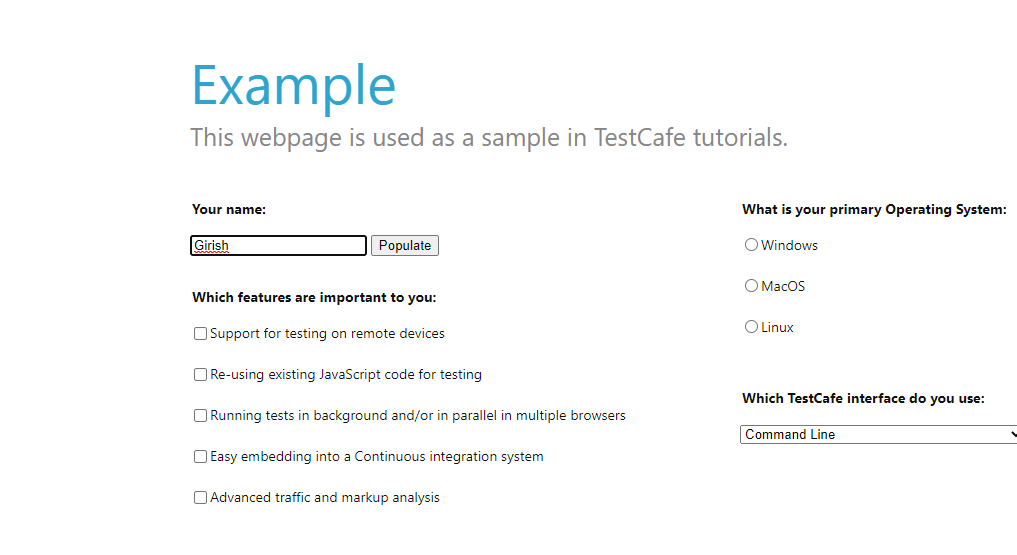 Example
This webpage is used as a sample in TestCafe tutorials.
Your name:
Girish
Populate
Which features are important to you:
Support for testing on remote devices
Re-using existing JavaScript code for testing
Running tests in background and/or in parallel in multiple browsers
Easy embedding into a Continuous integration system
Advanced traffic and markup analysis
What is your primary Operating System:
Windows
MacOS
Linux
Which TestCafe interface do you use:
Command Line